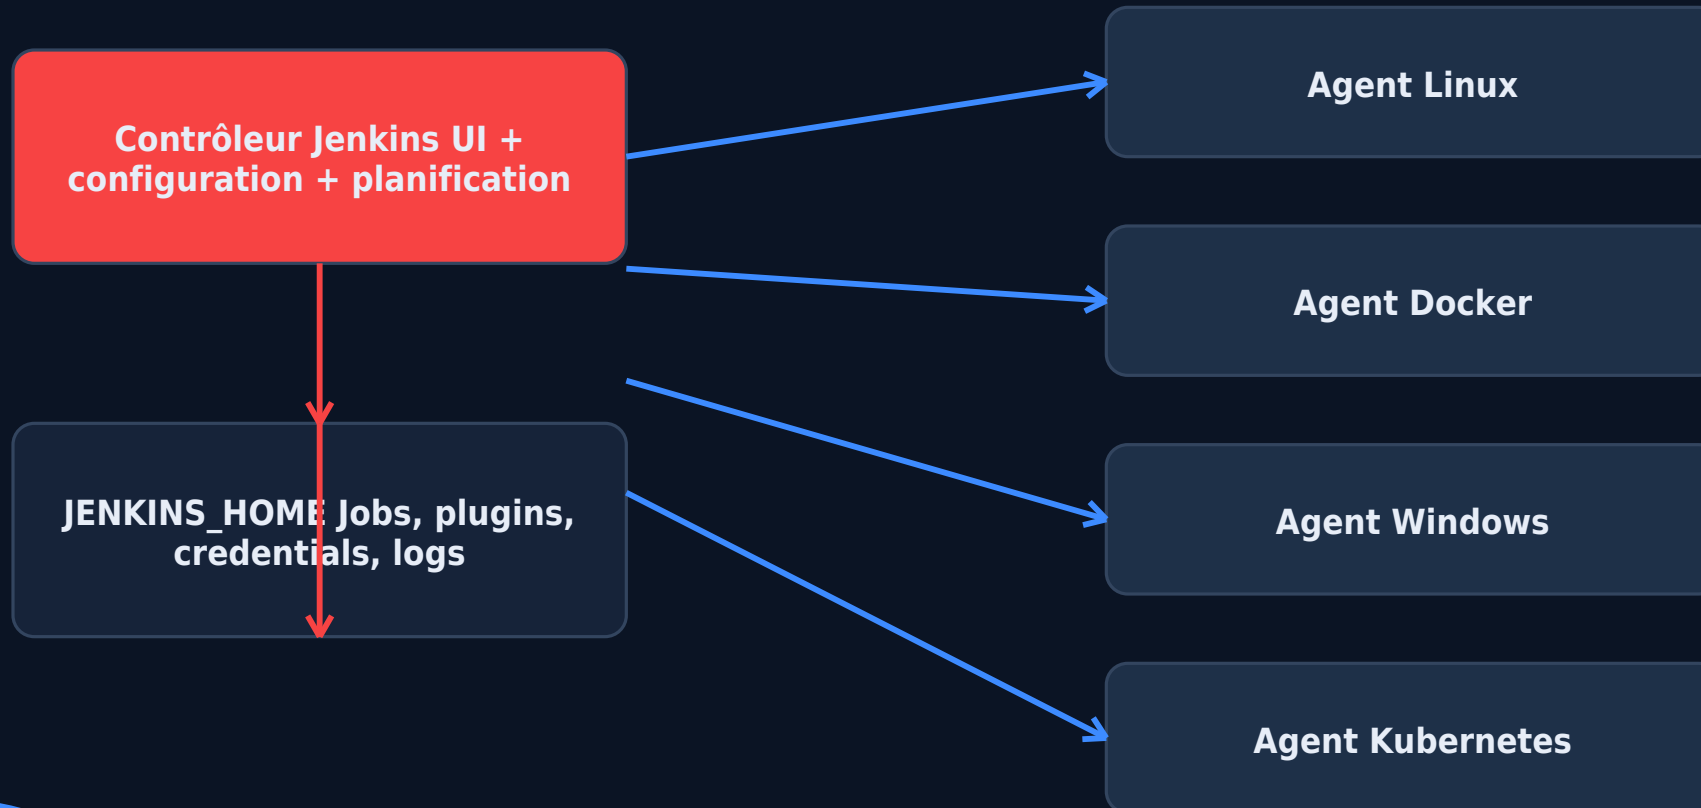 Contrôleur Jenkins UI +
configuration + planification
JENKINS_HOME Jobs, plugins,
credentials, logs
Agent Linux
Agent Docker
Agent Windows
Agent Kubernetes